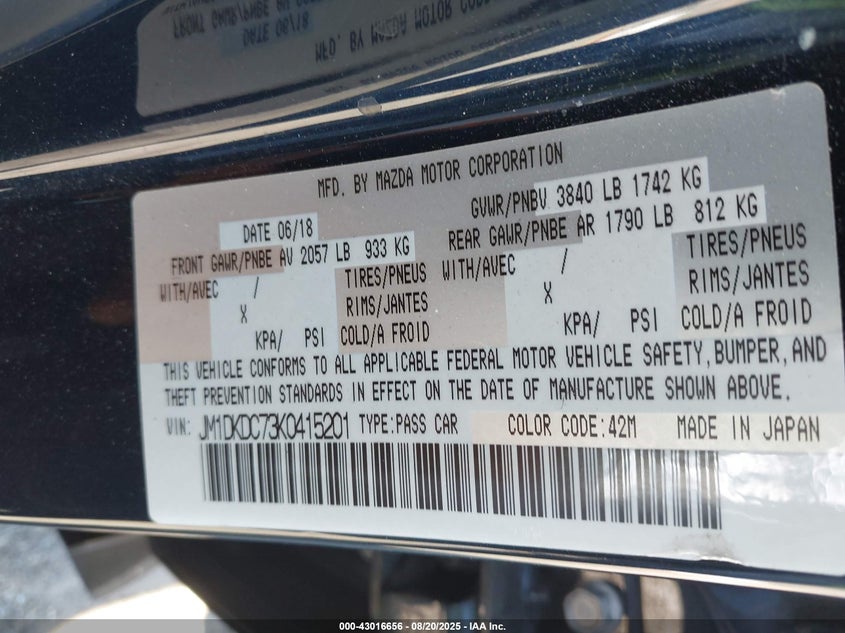 MFD. BY MAZDA MOTOR CORPORATION
DATE 06/18 GVWR/PNBV 3840 LB 1742 KG
FRONT GAWR/PNBE AV 2057 LB 933 KG REAR GAWR/PNBE AR 1790 LB 812 KG
WITH/AVEC / TIRES/PNEUS WITH/AVEC / TIRES/PNEUS
X RIMS/JANTES X RIMS/JANTES
KPA/ PSI COLD/A FROID KPA/ PSI COLD/A FROID
THIS VEHICLE CONFORMS TO ALL APPLICABLE FEDERAL MOTOR VEHICLE SAFETY, BUMPER, AND
THEFT PREVENTION STANDARDS IN EFFECT ON THE DATE OF MANUFACTURE SHOWN ABOVE.
VIN: JM1DKDC73K0415201 TYPE:PASS CAR COLOR CODE:42M MADE IN JAPAN
000-43016656 - 08/20/2025 - IAA Inc.